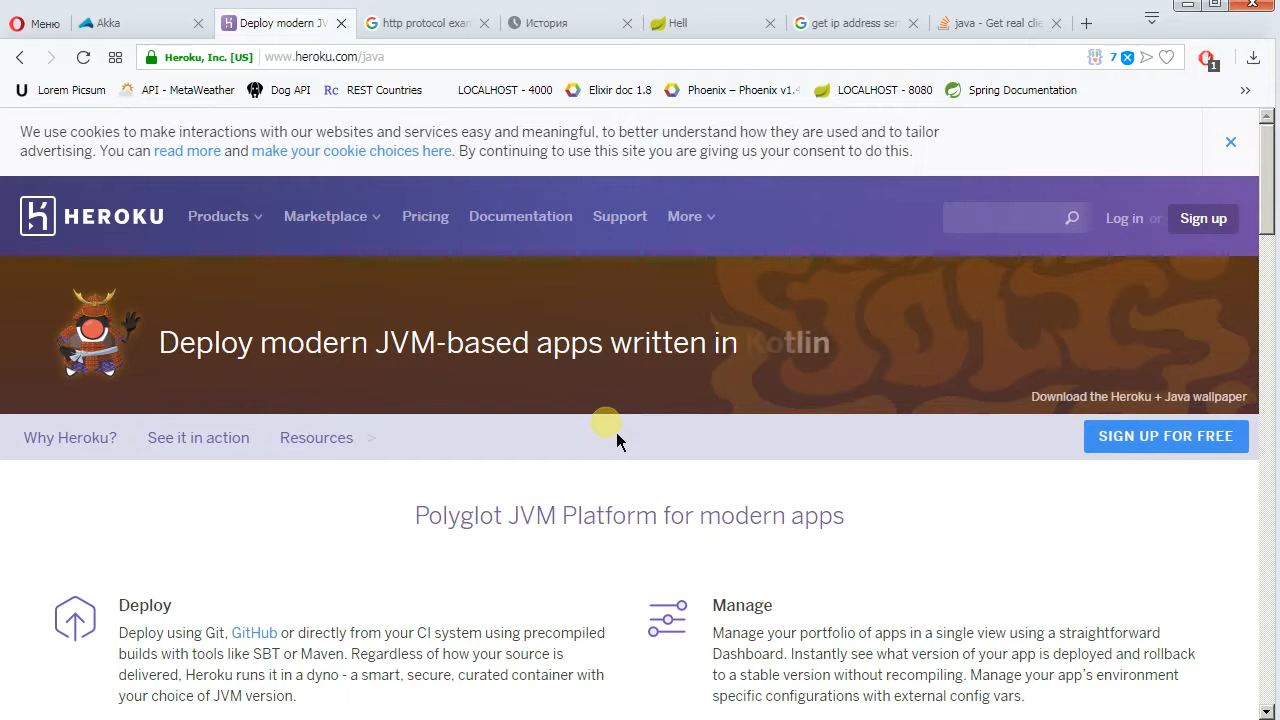 Меню
Akka
Deploy modern JV
http protocol exan
История
Hell
get ip address ser
java - Get real clie
Heroku, Inc. [US]
www.heroku.com/java
7
1
U Lorem Picsum
API - MetaWeather
Dog API
Rc REST Countries
LOCALHOST - 4000
Elixir doc 1.8
Phoenix – Phoenix v1.4
LOCALHOST - 8080
Spring Documentation
We use cookies to make interactions with our websites and services easy and meaningful, to better understand how they are used and to tailor
advertising. You can read more and make your cookie choices here. By continuing to use this site you are giving us your consent to do this.
HEROKU
Products
Marketplace
Pricing
Documentation
Support
More
Log in or
Sign up
Deploy modern JVM-based apps written in Kotlin
Download the Heroku + Java wallpaper
Why Heroku?
See it in action
Resources >
SIGN UP FOR FREE
Polyglot JVM Platform for modern apps
Deploy
Deploy using Git, GitHub or directly from your CI system using precompiled
builds with tools like SBT or Maven. Regardless of how your source is
delivered, Heroku runs it in a dyno - a smart, secure, curated container with
your choice of JVM version.
Manage
Manage your portfolio of apps in a single view using a straightforward
Dashboard. Instantly see what version of your app is deployed and rollback
to a stable version without recompiling. Manage your app's environment
specific configurations with external config vars.